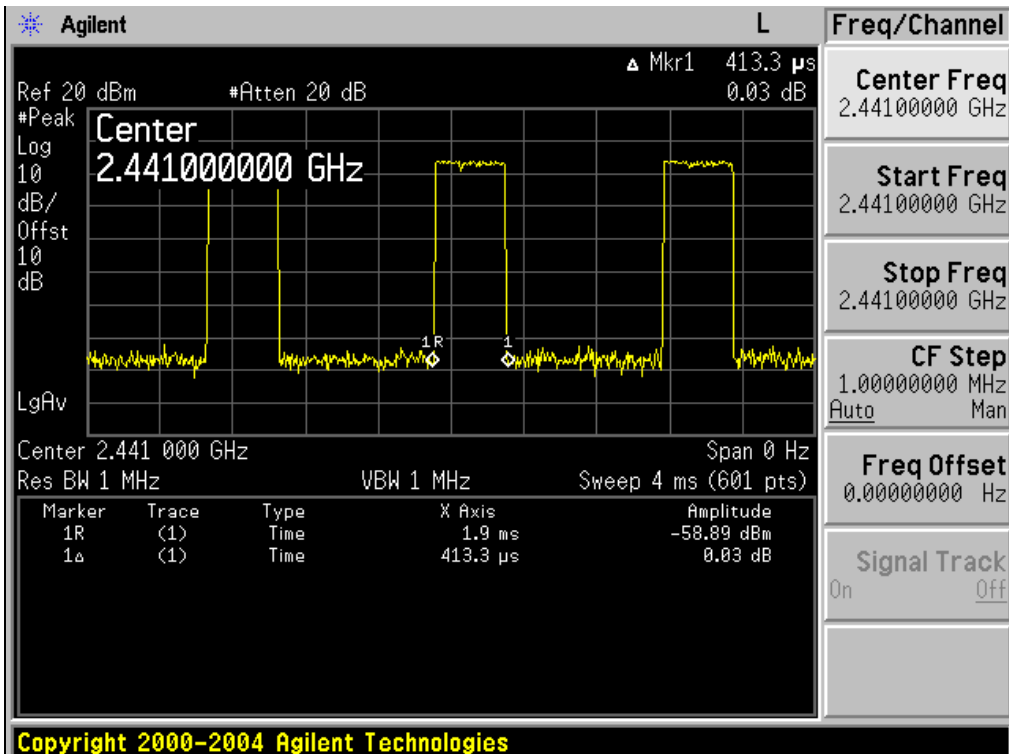 Agilent L
Freq/Channel
Δ Mkr1 413.3 µs
Ref 20 dBm #Atten 20 dB 0.03 dB
#Peak
Log
10
dB/
Offst
10
dB
LgAv
Center
2.441000000 GHz
1R 1
Center 2.441 000 GHz Span 0 Hz
Res BW 1 MHz VBW 1 MHz Sweep 4 ms (601 pts)
Marker Trace Type X Axis Amplitude
1R (1) Time 1.9 ms -58.89 dBm
1Δ (1) Time 413.3 µs 0.03 dB
Center Freq
2.44100000 GHz
Start Freq
2.44100000 GHz
Stop Freq
2.44100000 GHz
CF Step
1.00000000 MHz
Auto Man
Freq Offset
0.00000000 Hz
Signal Track
On Off
Copyright 2000-2004 Agilent Technologies